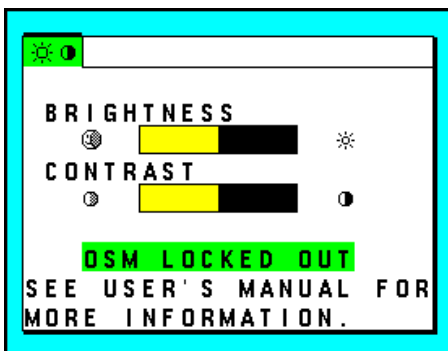 BRIGHTNESS
CONTRAST
OSM LOCKED OUT
SEE USER'S MANUAL FOR
MORE INFORMATION.